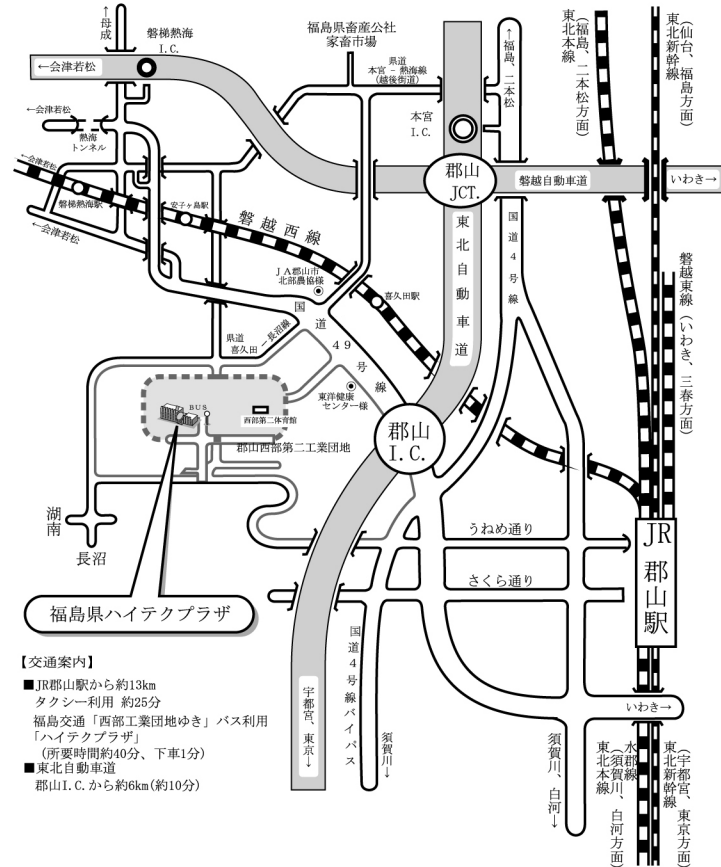 ←母成
磐梯熱海
I.C.
←会津若松
福島県畜産公社
家畜市場
県道
本宮－熱海線
(越後街道)
←福島、二本松
(福島、二本松方面)
東北本線
(仙台、福島方面)
東北新幹線
←会津若松
熱海
トンネル
本宮
I.C.
郡山
JCT.
磐越自動車道
いわき→
←会津若松
磐梯熱海駅
安子ヶ島駅
←会津若松
磐越西線
東北自動車道
国道4号線
JA郡山市
北部農協様
喜久田駅
磐越東線(いわき、三春方面)
国道49号線
県道
喜久田－長沼線
東洋健康
センター様
BUS
西部第二体育館
郡山西部第二工業団地
郡山
I.C.
湖南
長沼
うねめ通り
さくら通り
JR
郡山駅
福島県ハイテクプラザ
国道4号線バイパス
宇都宮、東京→
須賀川→
須賀川、白河→
いわき→
(宇都宮、東京方面)
東北新幹線
水郡線
(須賀川、白河方面)
東北本線
【交通案内】
■JR郡山駅から約13km
タクシー利用 約25分
福島交通「西部工業団地ゆき」バス利用
「ハイテクプラザ」
(所要時間約40分、下車1分)
■東北自動車道
郡山I.C.から約6km(約10分)